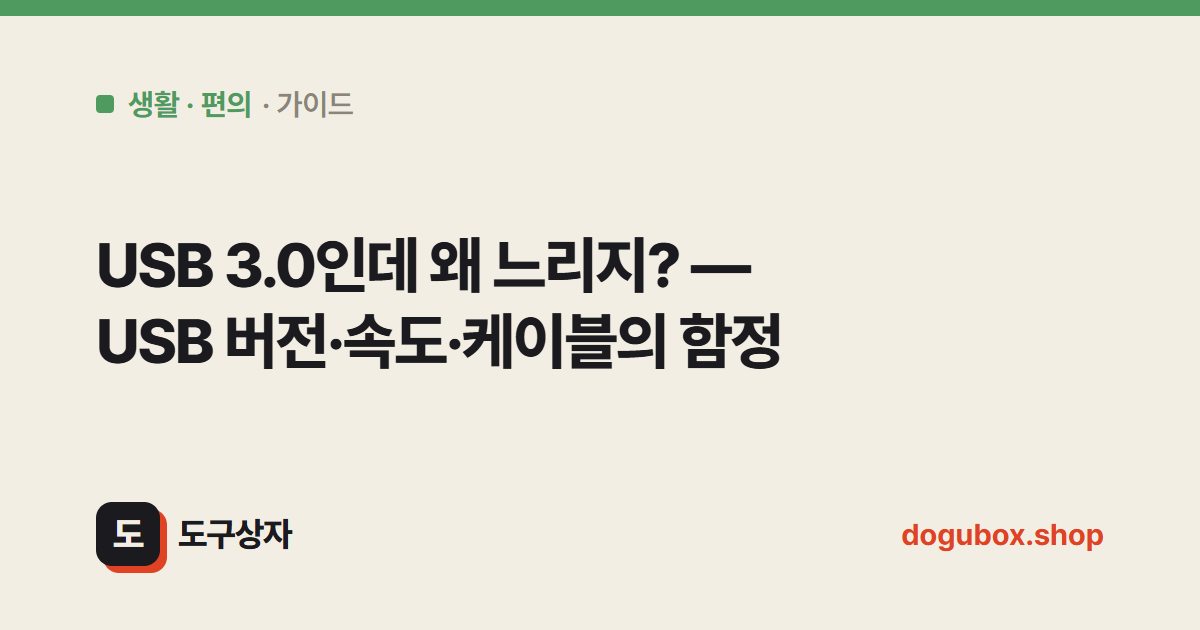 생활 · 편의 · 가이드
USB 3.0인데 왜 느리지? —
USB 버전·속도·케이블의 함정
도 도구상자
dogubox.shop